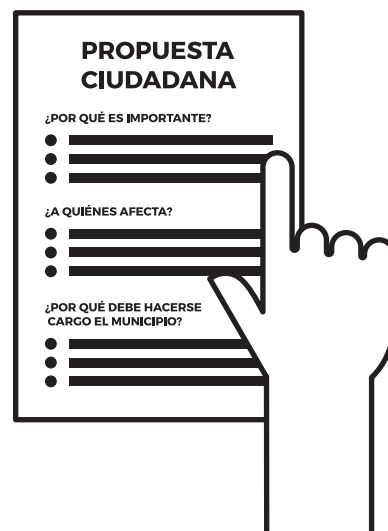 PROPUESTA
CIUDADANA
¿POR QUÉ ES IMPORTANTE?
¿A QUIÉNES AFECTA?
¿POR QUÉ DEBE HACERSE
CARGO EL MUNICIPIO?